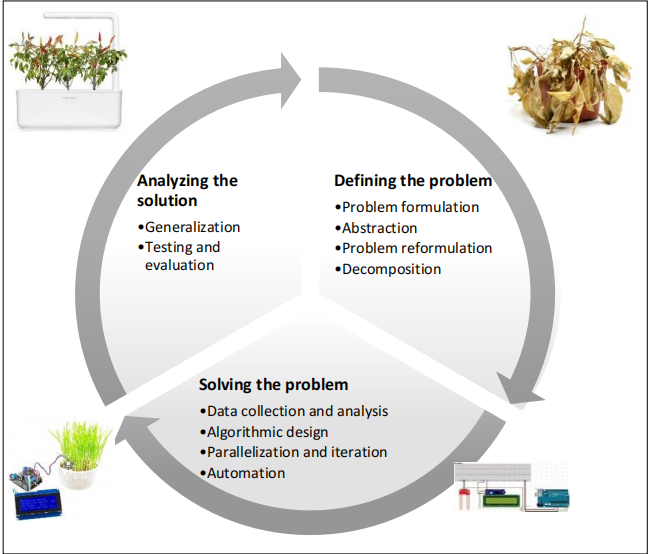 Analyzing the
solution
•Generalization
•Testing and
evaluation
Defining the problem
•Problem formulation
•Abstraction
•Problem reformulation
•Decomposition
Solving the problem
•Data collection and analysis
•Algorithmic design
•Parallelization and iteration
•Automation